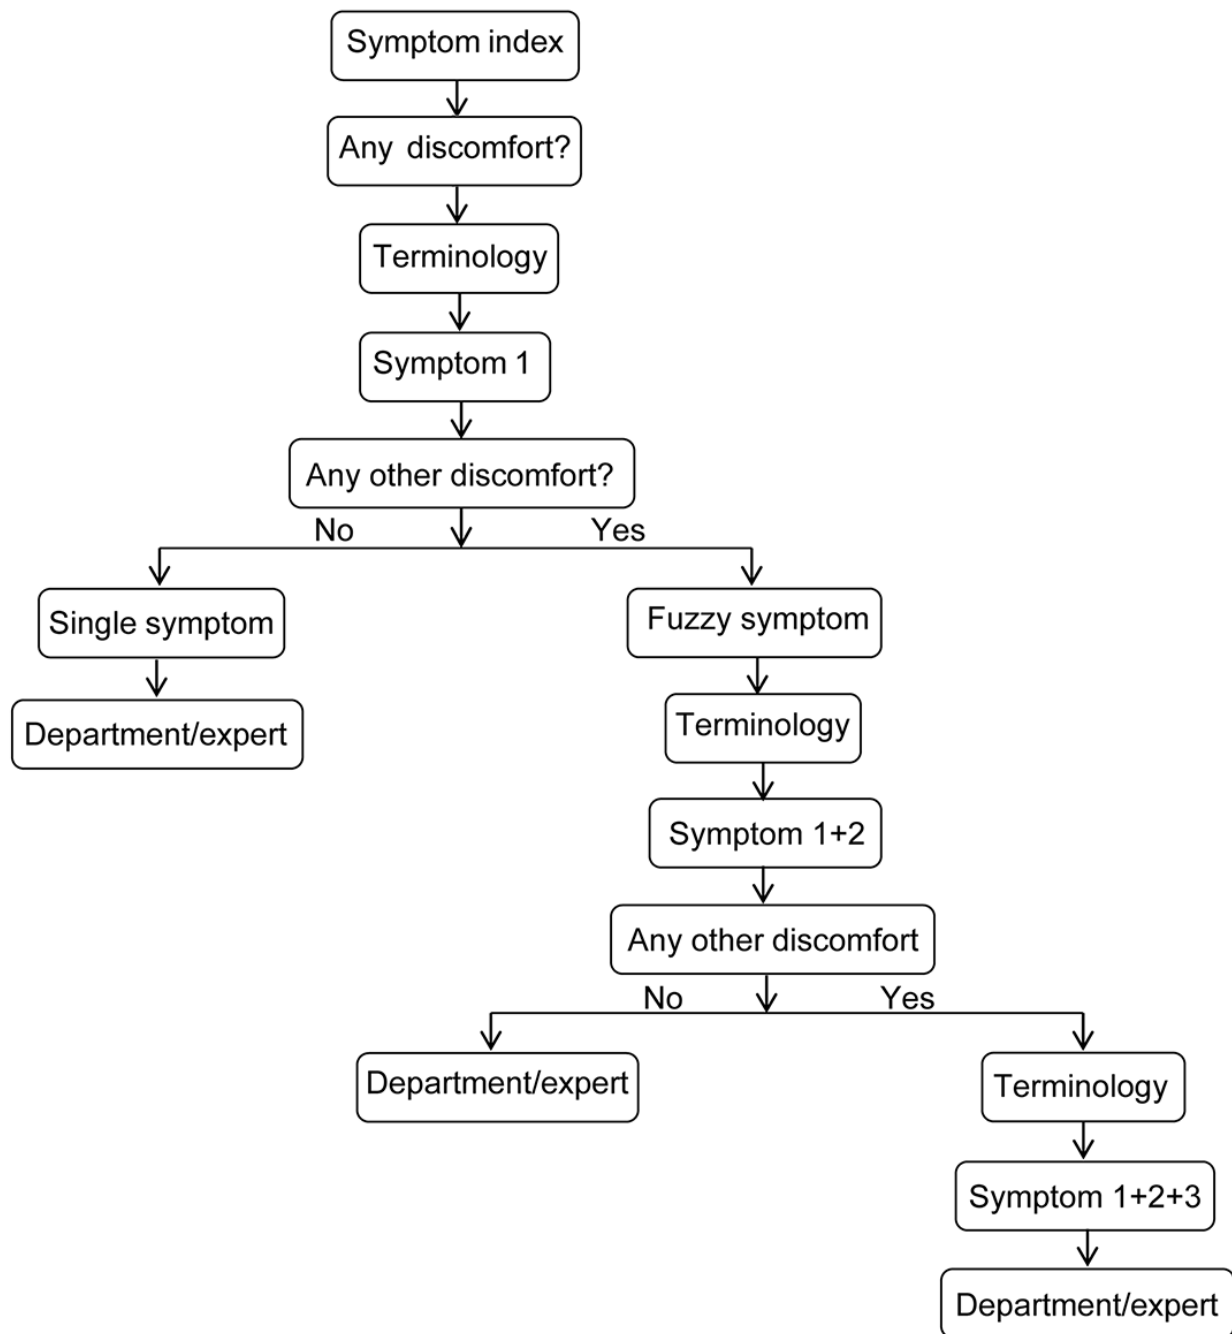 Symptom index
Any discomfort?
Terminology
Symptom 1
Any other discomfort?
No
Yes
Single symptom
Fuzzy symptom
Department/expert
Terminology
Symptom 1+2
Any other discomfort
No
Yes
Department/expert
Terminology
Symptom 1+2+3
Department/expert